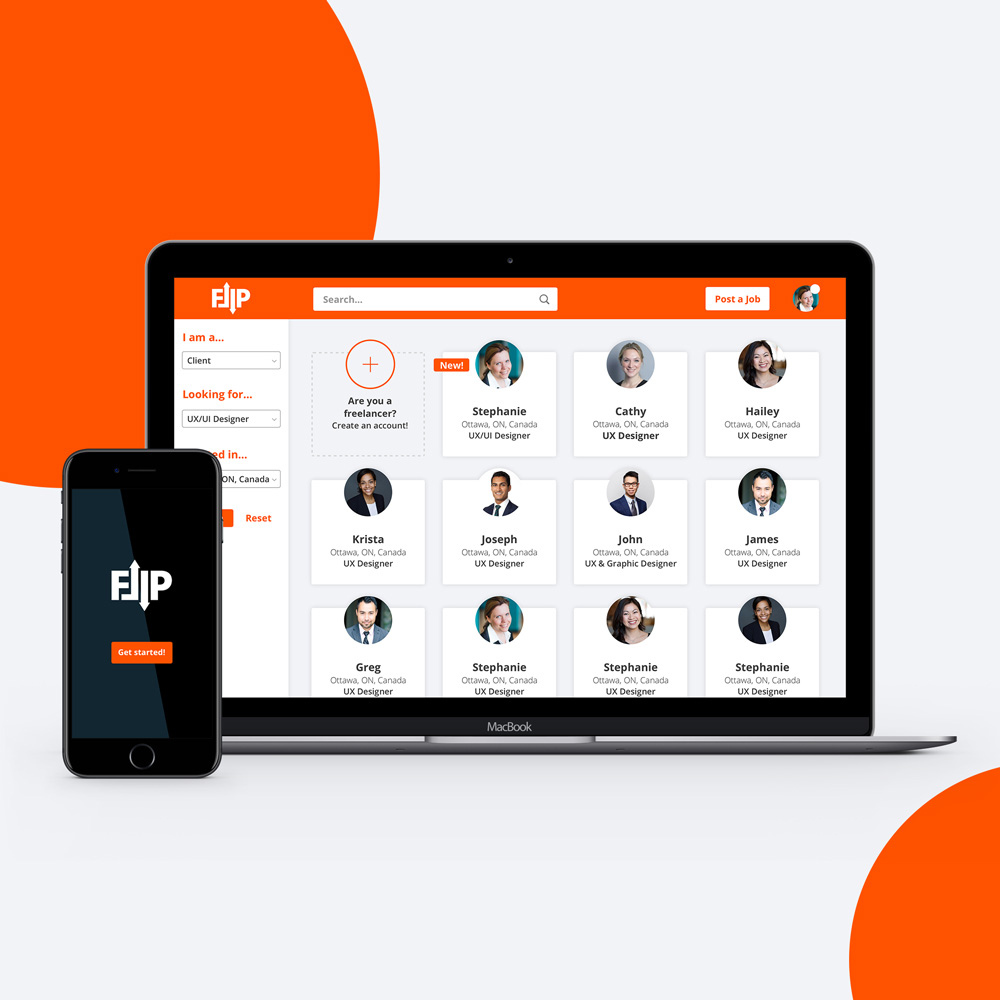 FLIP
Search...
Post a Job
I am a...
Client
Looking for...
UX/UI Designer
ed in...
ON, Canada
Reset
Are you a
freelancer?
Create an account!
New!
Stephanie
Ottawa, ON, Canada
UX/UI Designer
Cathy
Ottawa, ON, Canada
UX Designer
Hailey
Ottawa, ON, Canada
UX Designer
Krista
Ottawa, ON, Canada
UX Designer
Joseph
Ottawa, ON, Canada
UX Designer
John
Ottawa, ON, Canada
UX & Graphic Designer
James
Ottawa, ON, Canada
UX Designer
Greg
Ottawa, ON, Canada
UX Designer
Stephanie
Ottawa, ON, Canada
UX Designer
Stephanie
Ottawa, ON, Canada
UX Designer
Stephanie
Ottawa, ON, Canada
UX Designer
FLIP
Get started!
MacBook